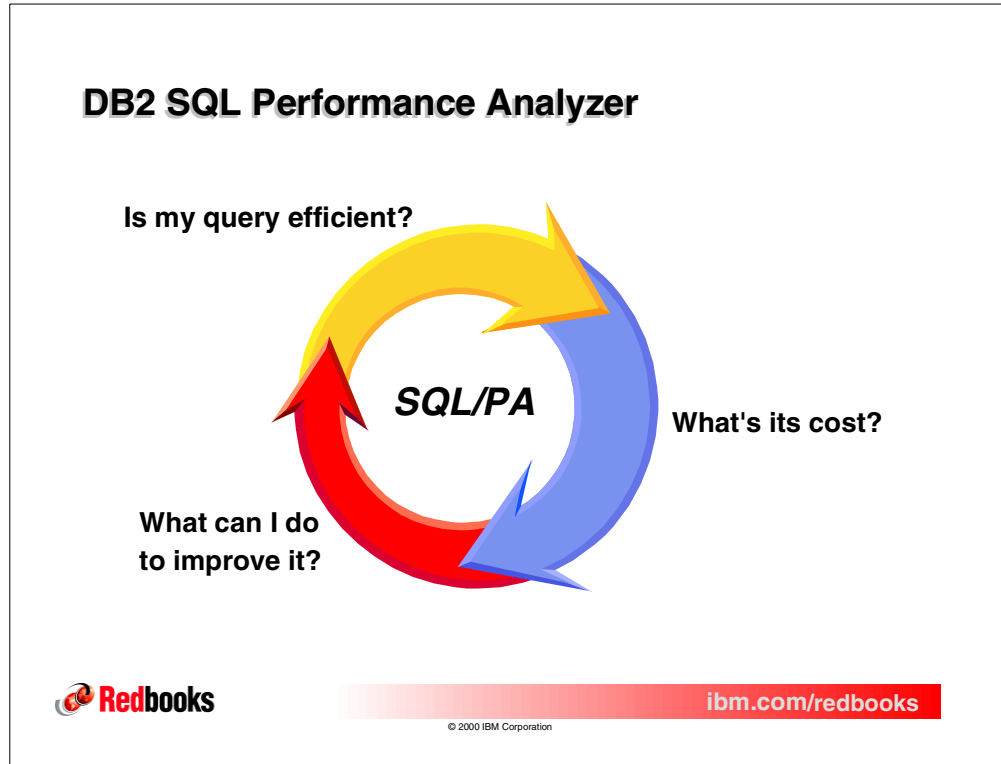 DB2 SQL Performance Analyzer
Is my query efficient?
SQL/PA
What's its cost?
What can I do
to improve it?
Redbooks
ibm.com/redbooks
© 2000 IBM Corporation